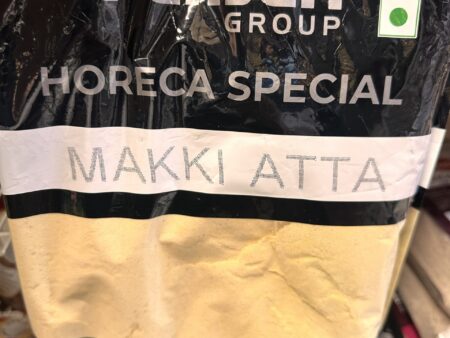 GROUP
HORECA SPECIAL
MAKKI ATTA